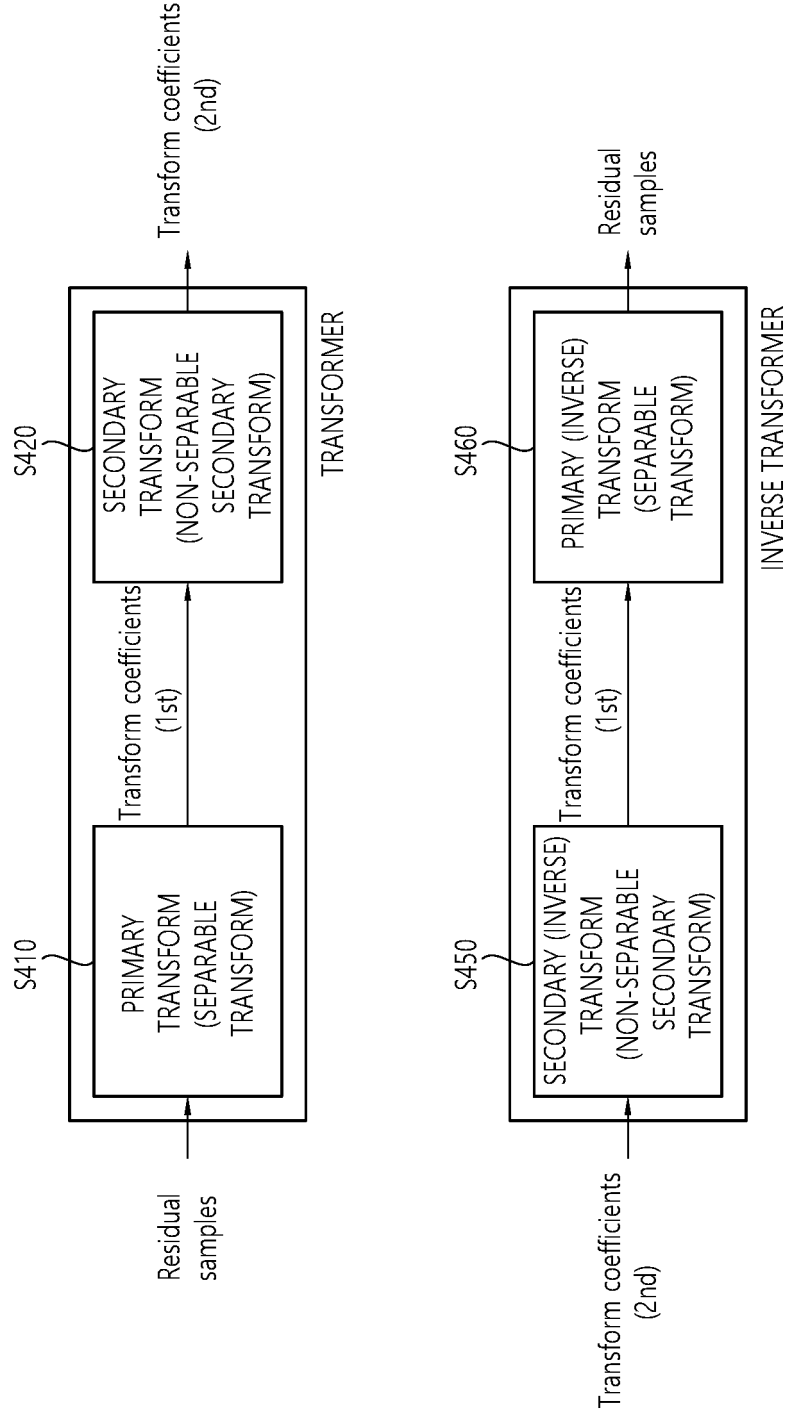 S410
S420
Residual
samples
PRIMARY
TRANSFORM
(SEPARABLE
TRANSFORM)
Transform coefficients
(1st)
SECONDARY
TRANSFORM
(NON-SEPARABLE
SECONDARY
TRANSFORM)
Transform coefficients
(2nd)
TRANSFORMER
S450
S460
Transform coefficients
(2nd)
SECONDARY (INVERSE)
TRANSFORM
(NON-SEPARABLE
SECONDARY
TRANSFORM)
Transform coefficients
(1st)
PRIMARY (INVERSE)
TRANSFORM
(SEPARABLE
TRANSFORM)
Residual
samples
INVERSE TRANSFORMER